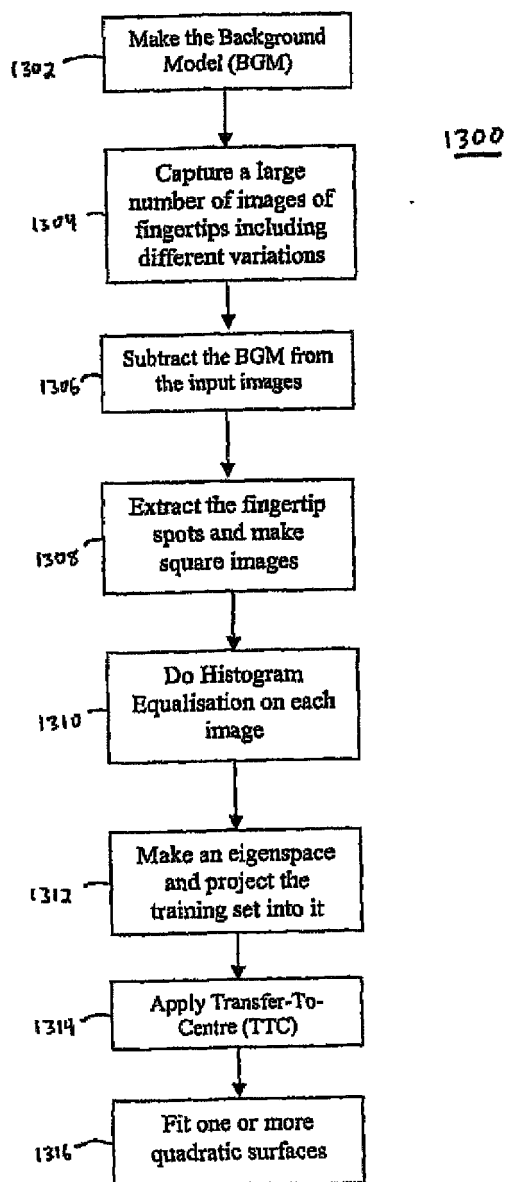 Make the Background
Model (BGM)
1302
1300
Capture a large
number of images of
fingertips including
different variations
1304
Subtract the BGM from
the input images
1306
Extract the fingertip
spots and make
square images
1308
Do Histogram
Equalisation on each
image
1310
Make an eigenspace
and project the
training set into it
1312
Apply Transfer-To-
Centre (TTC)
1314
Fit one or more
quadratic surfaces
1316